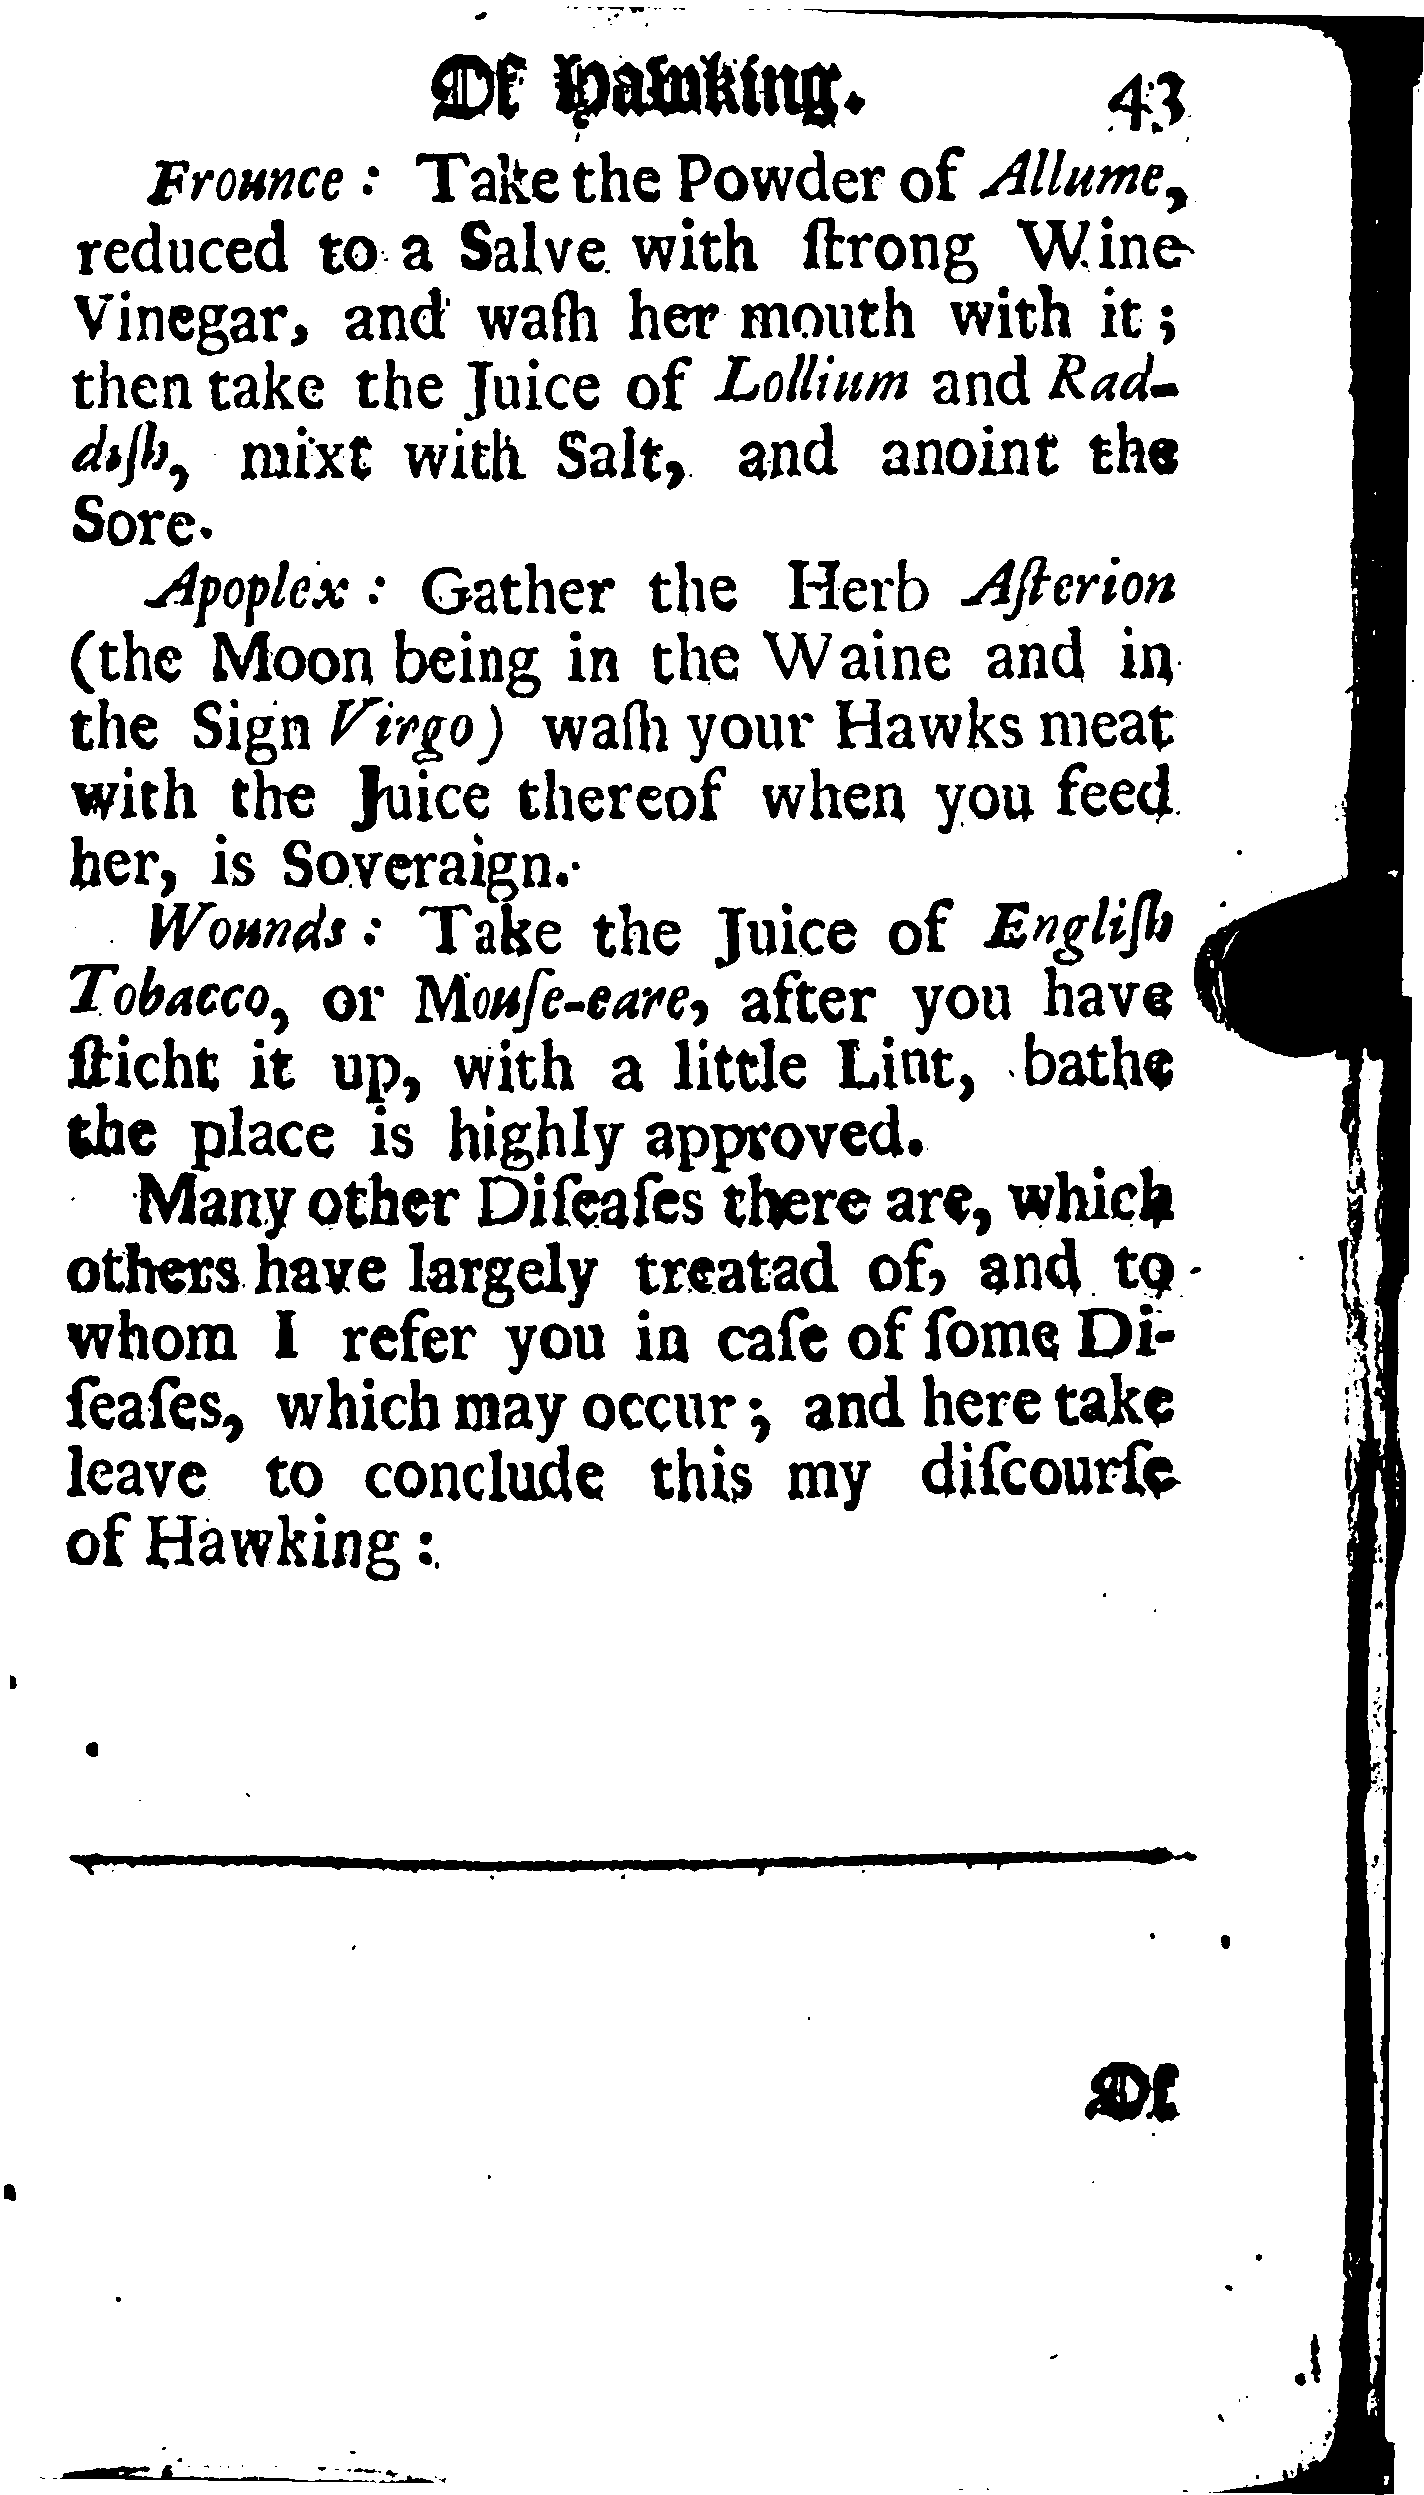 Of Hawking. 43
Frounce : Take the Powder of Allume,
reduced to a Salve with ſtrong Wine
Vinegar, and waſh her mouth with it ;
then take the Juice of Lollium and Rad-
diſh, mixt with Salt, and anoint the
Sore.
Apoplex : Gather the Herb Aſterion
(the Moon being in the Waine and in
the Sign Virgo) waſh your Hawks meat
with the Juice thereof when you feed
her, is Soveraign.
Wounds : Take the Juice of Engliſh
Tobacco, or Mouſe-eare, after you have
ſticht it up, with a little Lint, bathe
the place is highly approved.
Many other Diſeaſes there are, which
others have largely treatad of, and to
whom I refer you in caſe of ſome Di-
ſeaſes, which may occur ; and here take
leave to conclude this my diſcourſe
of Hawking :
Of